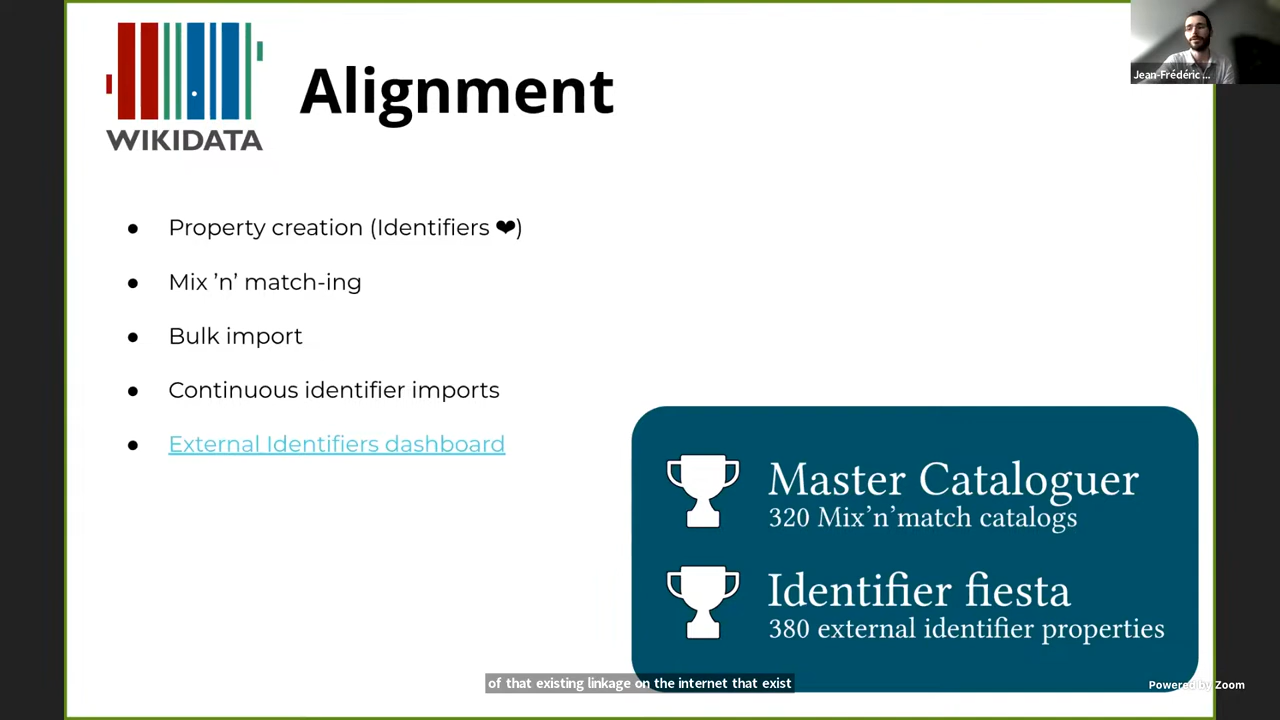 WIKIDATA
Alignment
Jean-Frédéric ...
● Property creation (Identifiers ❤)
● Mix ’n’ match-ing
● Bulk import
● Continuous identifier imports
● External Identifiers dashboard
Master Cataloguer
320 Mix’n’match catalogs
Identifier fiesta
380 external identifier properties
of that existing linkage on the internet that exist
Powered by Zoom